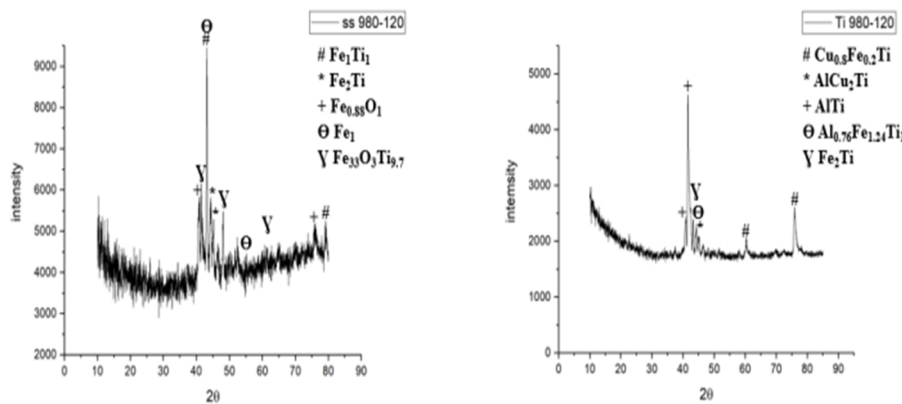 ss 980-120
# Fe₁Ti₁
* Fe₂Ti
+ Fe₀.₈₈O₁
Ө Fe₁
Ɣ Fe₃₃O₃Ti₉.₇
Ө
#
+
Ɣ
*
+
Ɣ
Ө
Ɣ
+
#
9000
8000
7000
6000
5000
4000
3000
2000
intensity
0 10 20 30 40 50 60 70 80 90
2θ
Ti 980-120
# Cu₀.₈Fe₀.₂Ti
* AlCu₂Ti
+ AlTi
Ө Al₀.₇₆Fe₁.₂₄Ti
Ɣ Fe₂Ti
+
+
Ɣ
Ө
*
#
#
5000
4000
3000
2000
1000
0
intensity
0 10 20 30 40 50 60 70 80 90
2θ